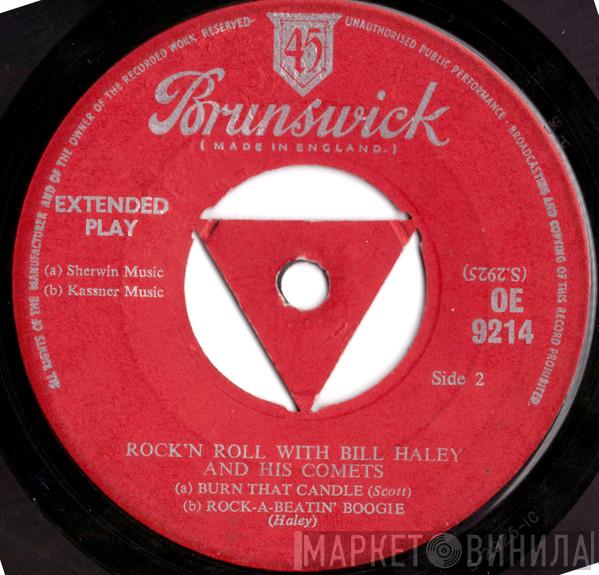 ALL RIGHTS OF THE MANUFACTURER AND OF THE OWNER OF THE RECORDED WORK RESERVED
UNAUTHORISED PUBLIC PERFORMANCE · BROADCASTING AND COPYING OF THIS RECORD PROHIBITED.
45
Brunswick
(MADE IN ENGLAND.)
EXTENDED
PLAY
(a) Sherwin Music
(b) Kassner Music
(S.2925)
OE
9214
Side 2
ROCK'N ROLL WITH BILL HALEY
AND HIS COMETS
(a) BURN THAT CANDLE (Scott)
(b) ROCK-A-BEATIN' BOOGIE
(Haley)
МАРКЕТ ВИНИЛА